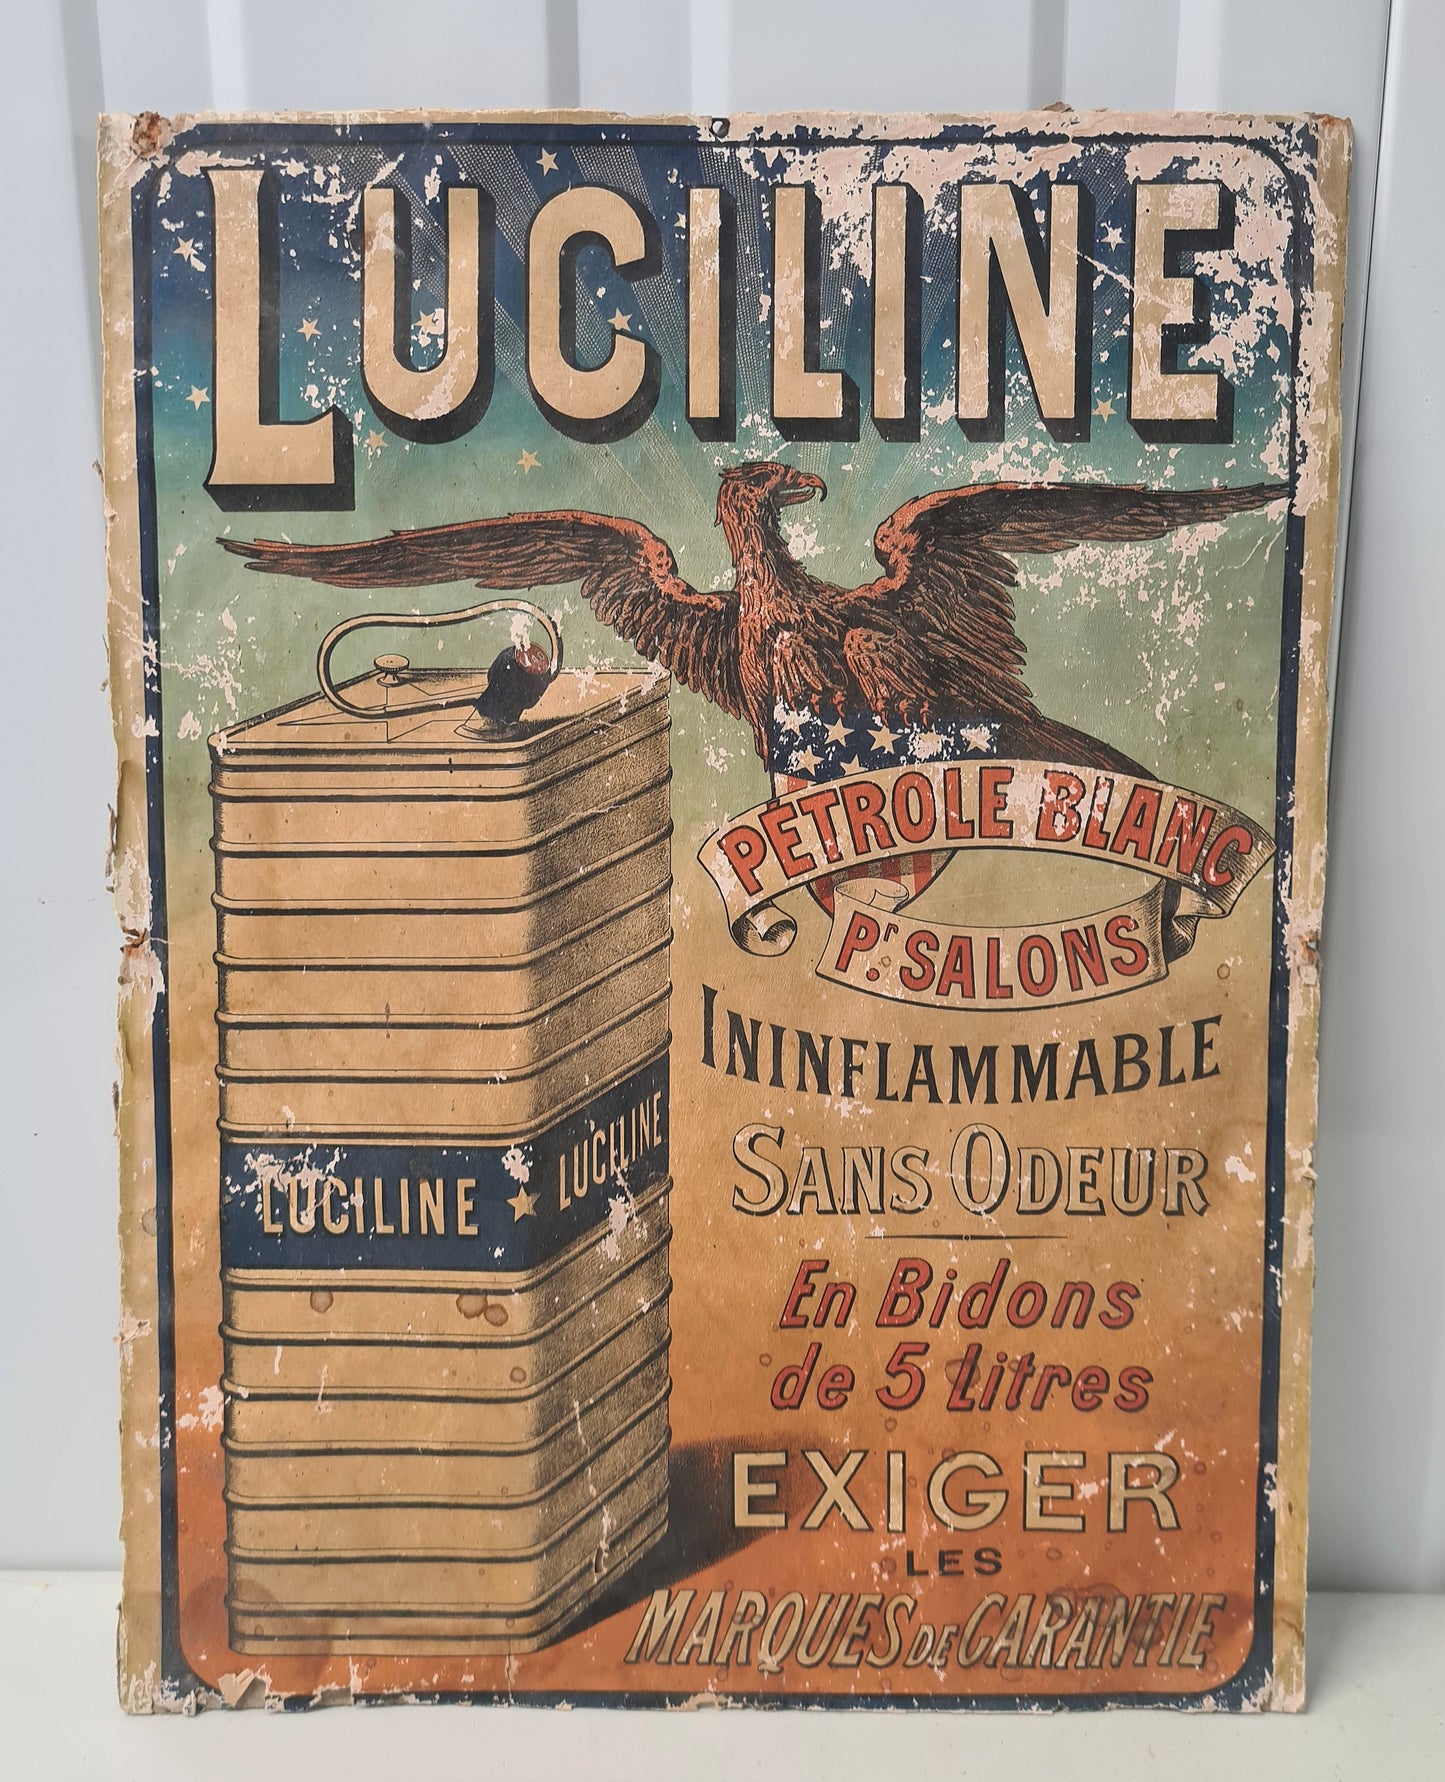 LUCILINE
PÉTROLE BLANC
Pr. SALONS
ININFLAMMABLE
SANS ODEUR
En Bidons
de 5 Litres
EXIGER
LES
MARQUES DE GARANTIE
LUCILINE ★ LUCILINE